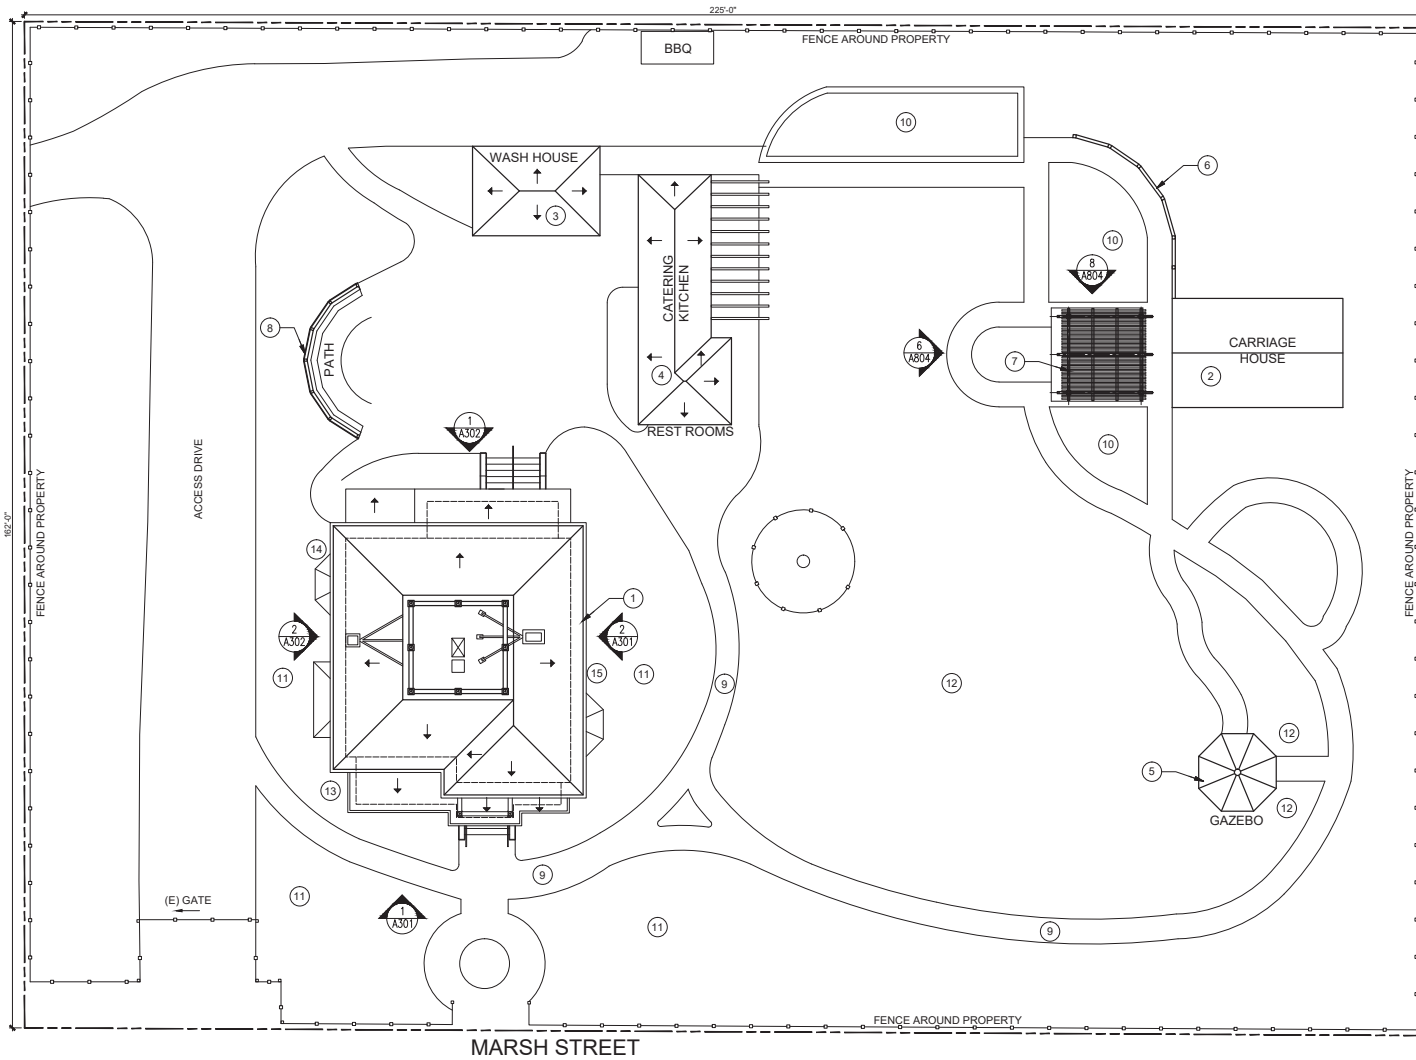 225'-0"
BBQ
FENCE AROUND PROPERTY
10
WASH HOUSE
3
6
10
8
A804
CATERING
KITCHEN
8
PATH
6
A804
7
CARRIAGE
HOUSE
2
4
REST ROOMS
10
1
A302
ACCESS DRIVE
FENCE AROUND PROPERTY
162'-0"
FENCE AROUND PROPERTY
14
1
2
A302
2
A301
11
15
11
9
12
12
5
12
GAZEBO
13
9
(E) GATE
11
1
A301
11
9
FENCE AROUND PROPERTY
MARSH STREET